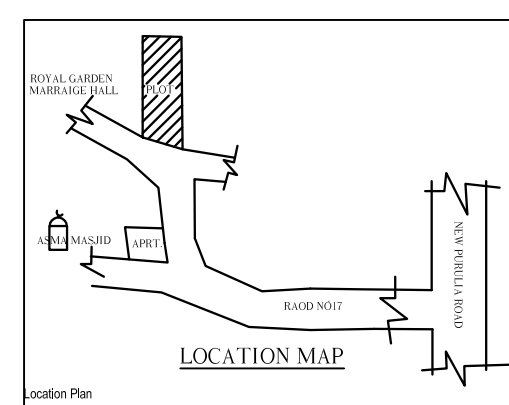 ROYAL GARDEN
MARRAIGE HALL
PLOT
ASMA MASJID
APRT.
NEW PURULIA ROAD
RAOD NO17
LOCATION MAP
Location Plan